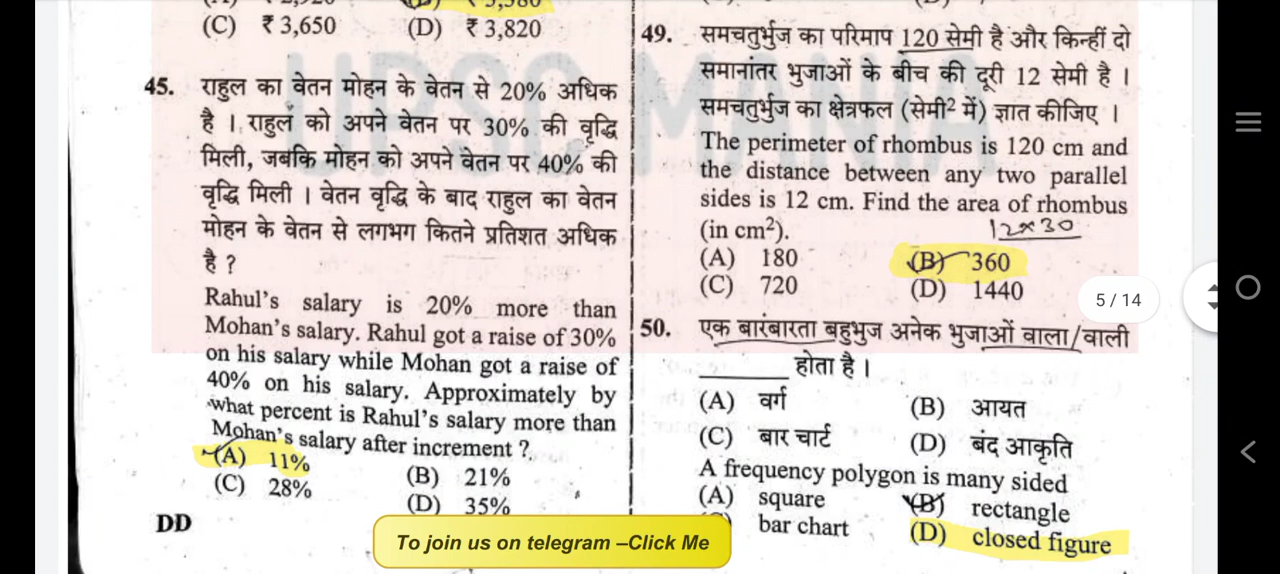 (C) ₹ 3,650 (D) ₹ 3,820
45. राहुल का वेतन मोहन के वेतन से 20% अधिक
है । राहुल को अपने वेतन पर 30% की वृद्धि
मिली, जबकि मोहन को अपने वेतन पर 40% की
वृद्धि मिली । वेतन वृद्धि के बाद राहुल का वेतन
मोहन के वेतन से लगभग कितने प्रतिशत अधिक
है ?
Rahul's salary is 20% more than
Mohan's salary. Rahul got a raise of 30%
on his salary while Mohan got a raise of
40% on his salary. Approximately by
what percent is Rahul's salary more than
Mohan's salary after increment ?
(A) 11% (B) 21%
(C) 28% (D) 35%
DD
49. समचतुर्भुज का परिमाप 120 सेमी है और किन्हीं दो
समानांतर भुजाओं के बीच की दूरी 12 सेमी है ।
समचतुर्भुज का क्षेत्रफल (सेमी² में) ज्ञात कीजिए ।
The perimeter of rhombus is 120 cm and
the distance between any two parallel
sides is 12 cm. Find the area of rhombus
(in cm²). 12×30
(A) 180 (B) 360
(C) 720 (D) 1440
50. एक बारंबारता बहुभुज अनेक भुजाओं वाला/वाली
________ होता है ।
(A) वर्ग (B) आयत
(C) बार चार्ट (D) बंद आकृति
A frequency polygon is many sided
(A) square (B) rectangle
bar chart (D) closed figure
UPSC MANIA
5 / 14
To join us on telegram –Click Me